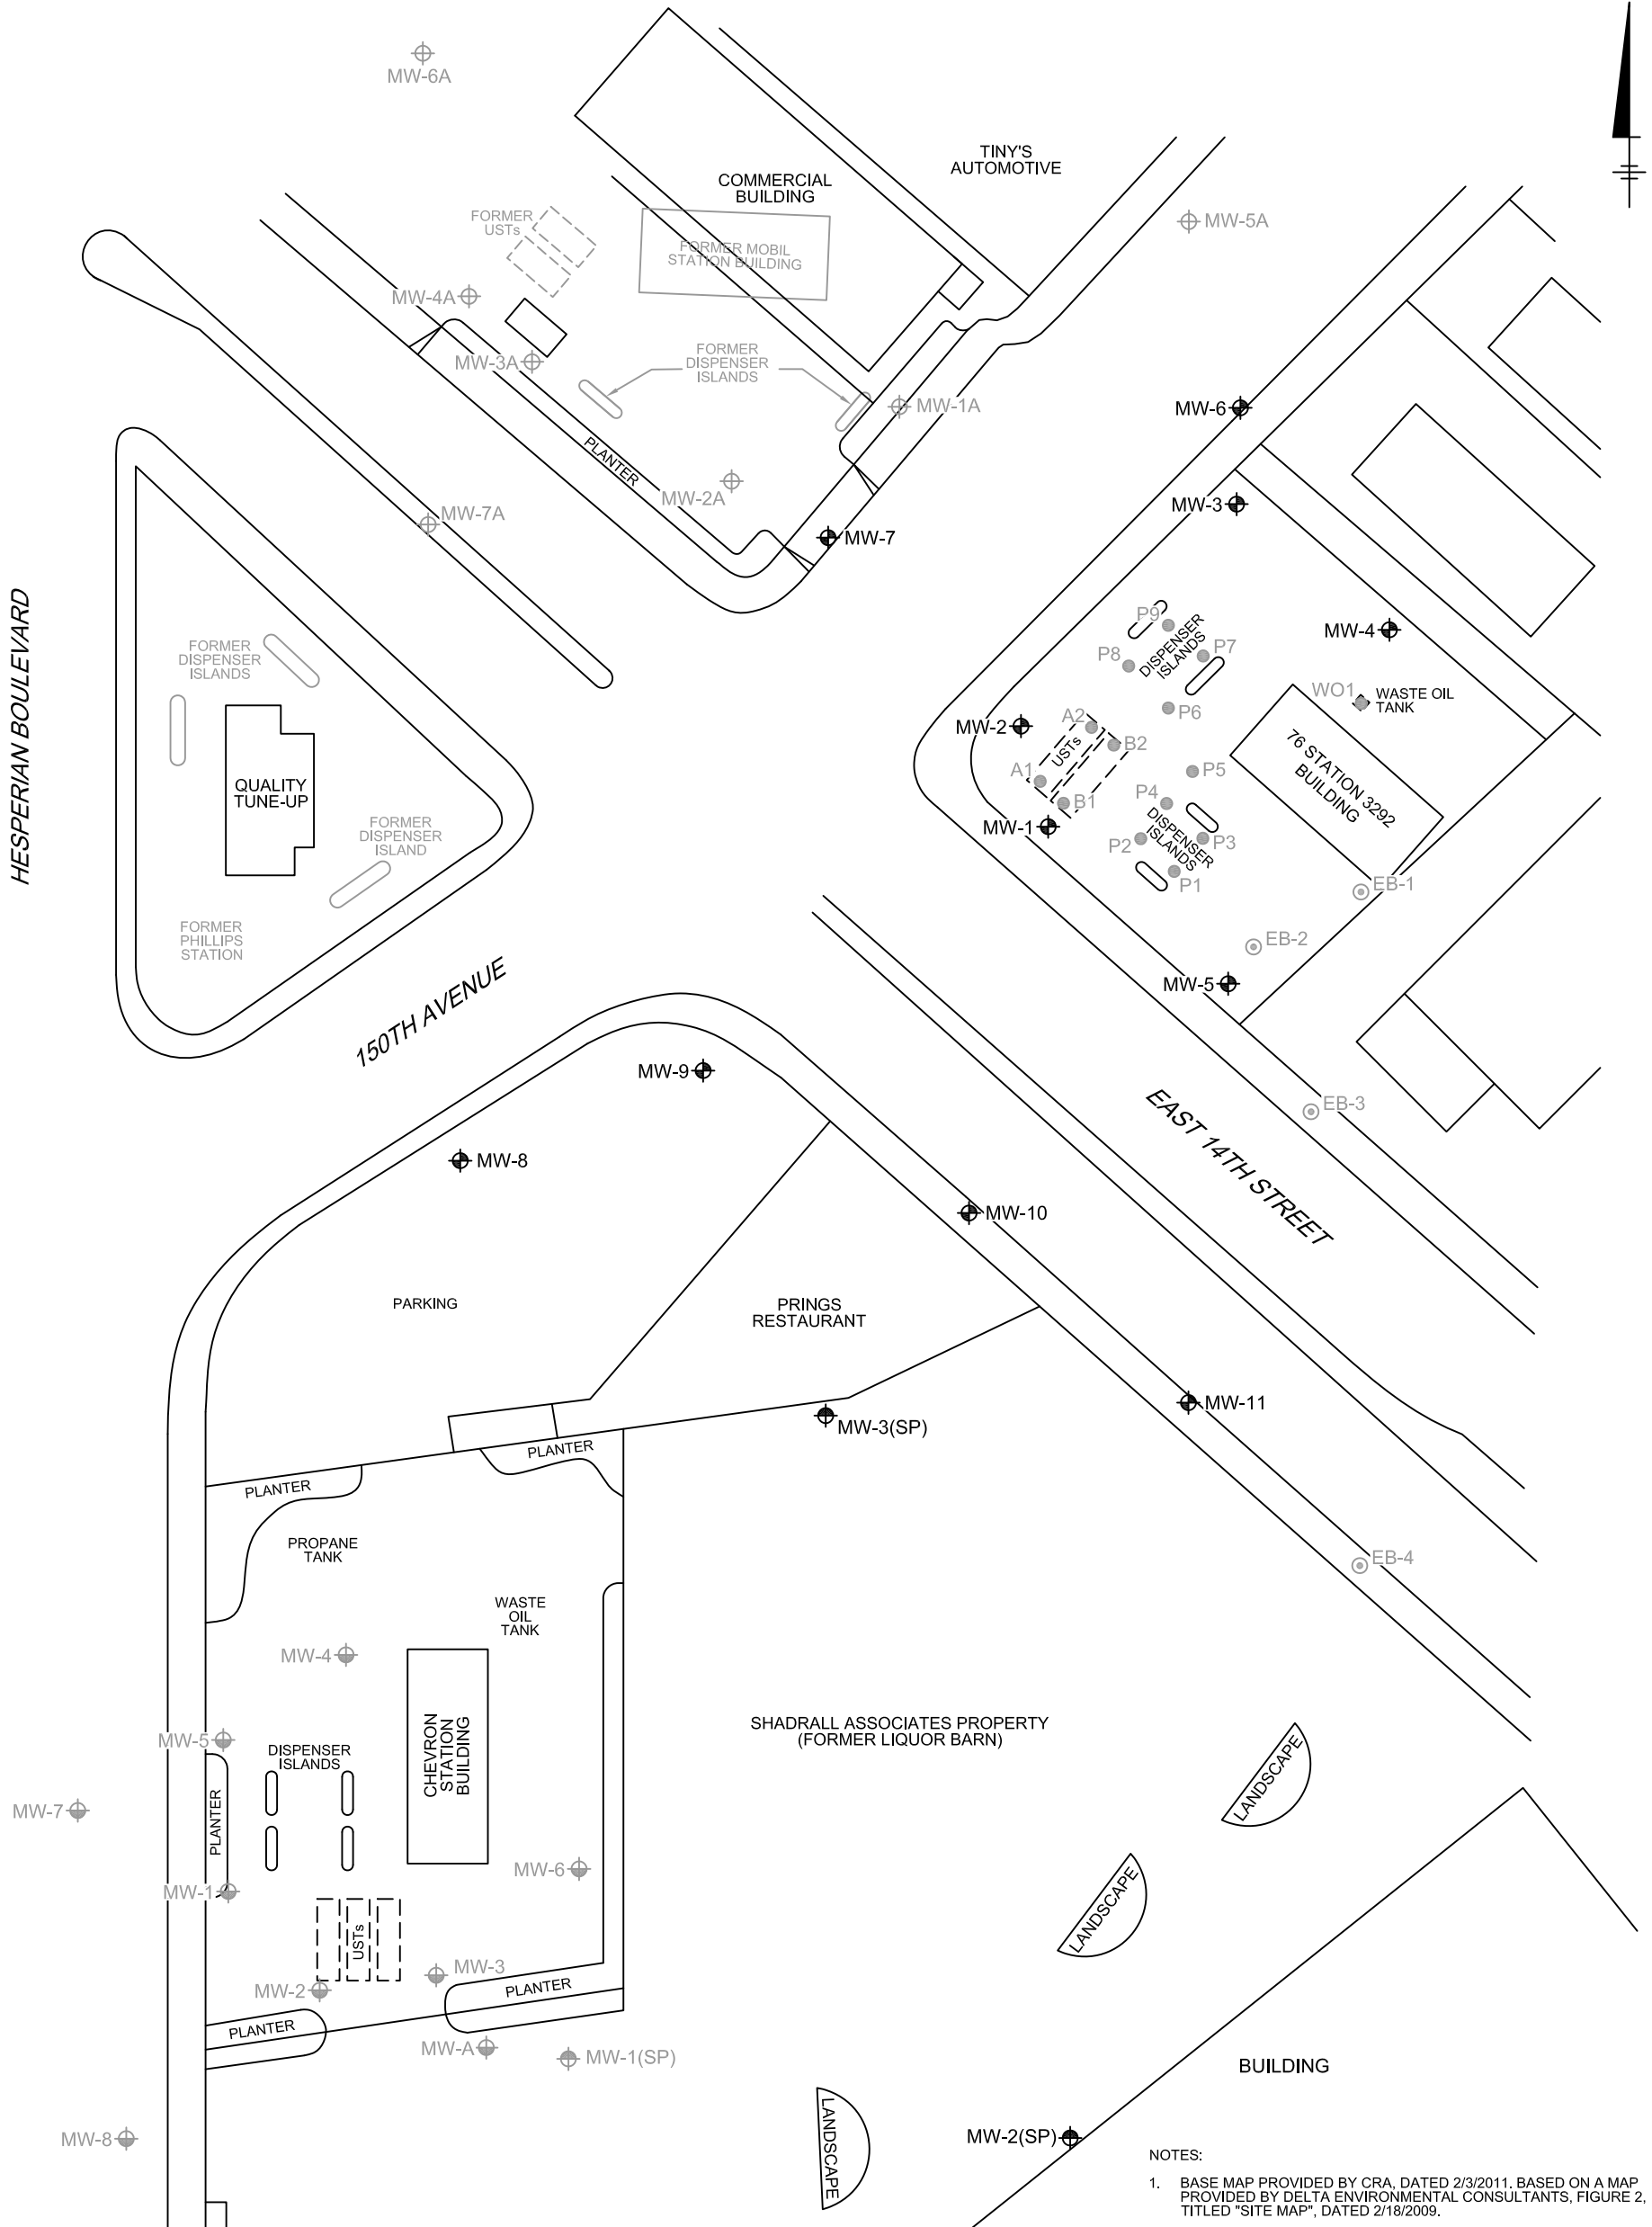 MW-6A
TINY'S
AUTOMOTIVE
COMMERCIAL
BUILDING
FORMER
USTs
MW-5A
FORMER MOBIL
STATION BUILDING
MW-4A
MW-3A
FORMER
DISPENSER
ISLANDS
MW-1A
MW-6
PLANTER
MW-2A
MW-3
MW-7A
MW-7
HESPERIAN BOULEVARD
P9
DISPENSER
ISLANDS
MW-4
FORMER
DISPENSER
ISLANDS
P8
P7
WO1
WASTE OIL
TANK
P6
MW-2
A2
USTs
B2
76 STATION 3292
BUILDING
A1
P5
QUALITY
TUNE-UP
B1
P4
MW-1
FORMER
DISPENSER
ISLAND
P2
DISPENSER
ISLANDS
P3
P1
EB-1
FORMER
PHILLIPS
STATION
EB-2
150TH AVENUE
MW-5
MW-9
EAST 14TH STREET
EB-3
MW-8
MW-10
PARKING
PRINGS
RESTAURANT
MW-11
MW-3(SP)
PLANTER
PLANTER
PROPANE
TANK
EB-4
WASTE
OIL
TANK
MW-4
SHADRALL ASSOCIATES PROPERTY
(FORMER LIQUOR BARN)
MW-5
DISPENSER
ISLANDS
CHEVRON
STATION
BUILDING
LANDSCAPE
MW-7
PLANTER
MW-6
MW-1
LANDSCAPE
USTs
MW-3
MW-2
PLANTER
PLANTER
MW-A
MW-1(SP)
BUILDING
MW-8
LANDSCAPE
MW-2(SP)
NOTES:
1. BASE MAP PROVIDED BY CRA, DATED 2/3/2011. BASED ON A MAP
PROVIDED BY DELTA ENVIRONMENTAL CONSULTANTS, FIGURE 2,
TITLED "SITE MAP", DATED 2/18/2009.